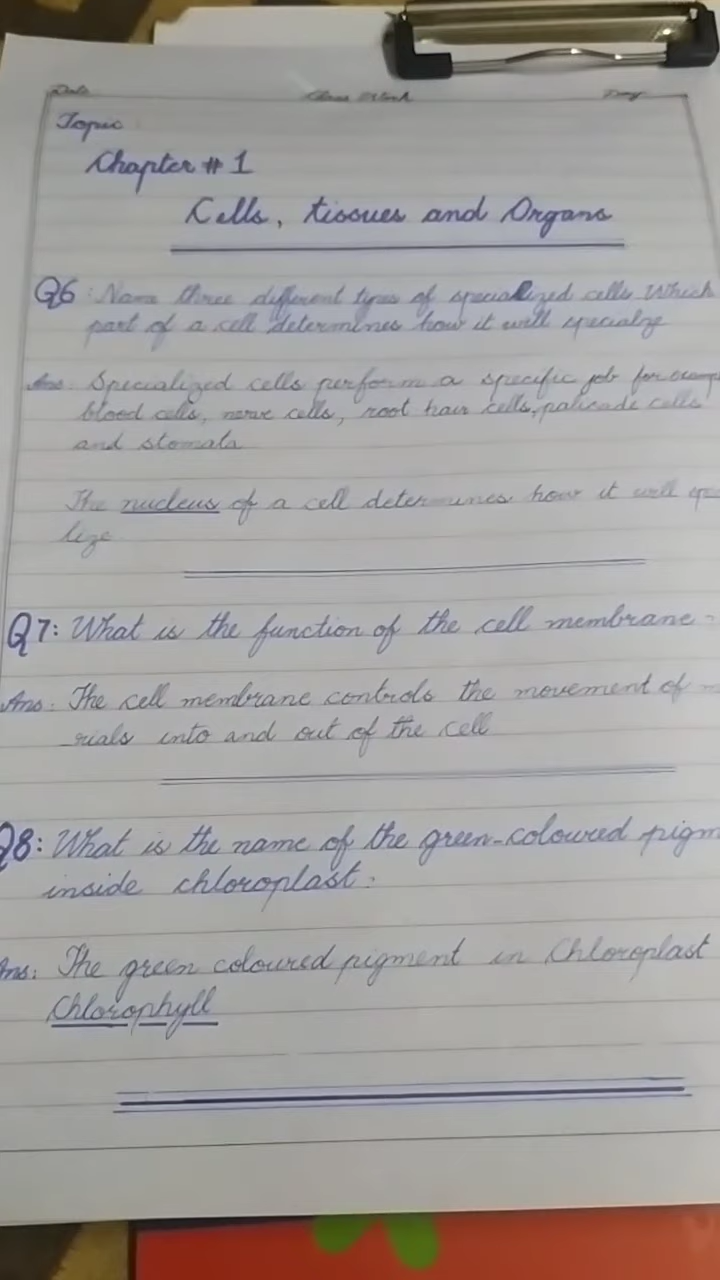 Date Class Work Day
Topic
Chapter # 1
Cells, tissues and Organs
Q6: Name three different types of specialized cells Which
part of a cell determines how it will specialize
Ans: Specialized cells perform a specific job for examp
blood cells, nerve cells, root hair cells, palisade cells
and stomata
The nucleus of a cell determines how it will spe
lize
Q7: What is the function of the cell membrane
Ans: The cell membrane controls the movement of
rials into and out of the cell
Q8: What is the name of the green-coloured pigm
inside chloroplast.
Ans: The green coloured pigment in Chloroplast
Chlorophyll